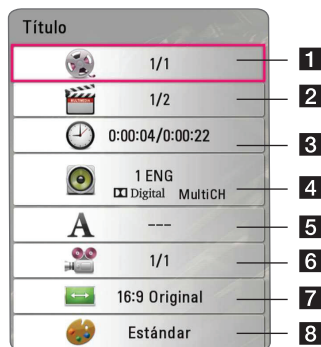 Título
1/1 1
MULTIMEDIA
1/2 2
0:00:04/0:00:22 3
1 ENG
Digital MultiCH 4
A --- 5
1/1 6
16:9 Original 7
Estándar 8